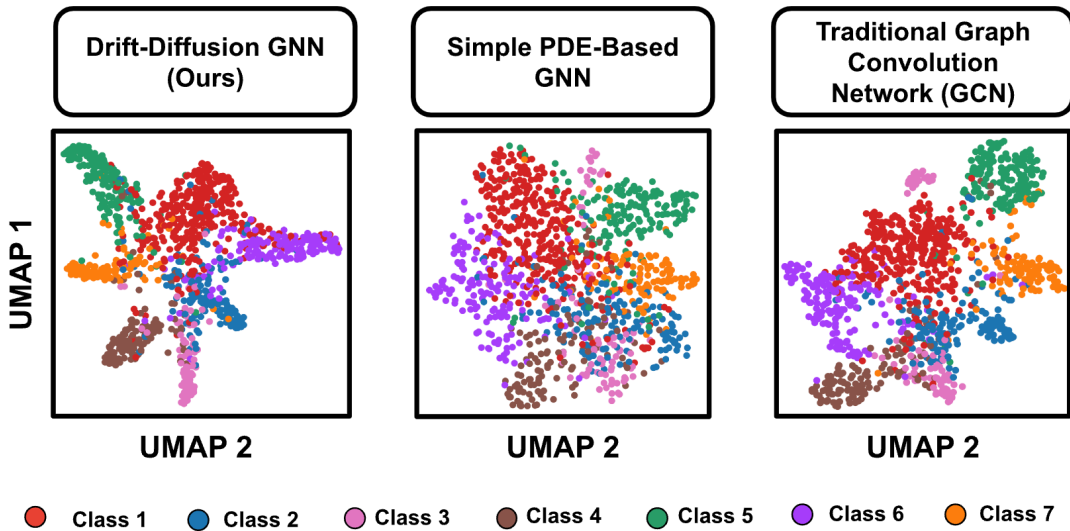 Drift-Diffusion GNN
(Ours)
Simple PDE-Based
GNN
Traditional Graph
Convolution
Network (GCN)
UMAP 1
UMAP 2
UMAP 2
UMAP 2
Class 1
Class 2
Class 3
Class 4
Class 5
Class 6
Class 7